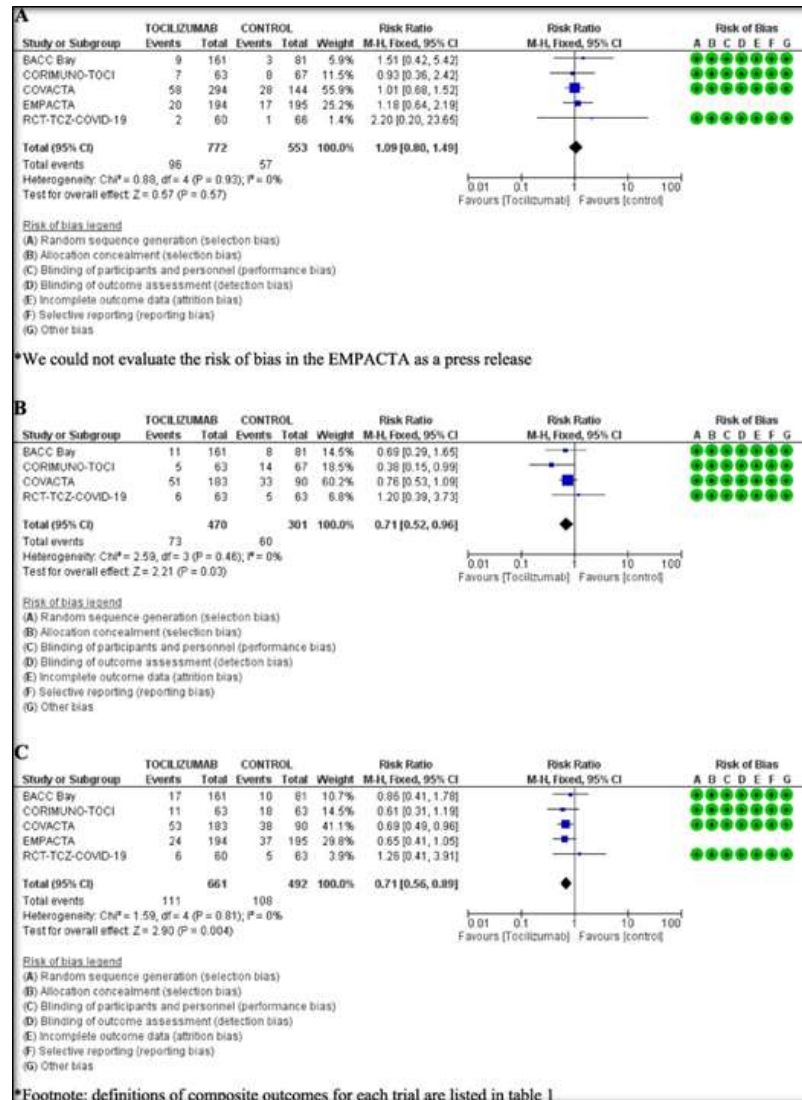 A
TOCILIZUMAB CONTROL Risk Ratio Risk Ratio Risk of Bias
Study or Subgroup Events Total Events Total Weight M-H, Fixed, 95% CI M-H, Fixed, 95% CI A B C D E F G
BACC Bay 9 161 3 81 5.9% 1.51 [0.42, 5.42]
CORIMUNO-TOCI 7 63 8 67 11.5% 0.93 [0.36, 2.42]
COVACTA 58 294 28 144 55.9% 1.01 [0.68, 1.52]
EMPACTA 20 194 17 195 25.2% 1.18 [0.64, 2.19]
RCT-TCZ-COVID-19 2 60 1 66 1.4% 2.20 [0.20, 23.65]
Total (95% CI) 772 553 100.0% 1.09 [0.80, 1.49]
Total events 96 57
Heterogeneity: Chi² = 0.88, df = 4 (P = 0.93); I² = 0%
Test for overall effect: Z = 0.57 (P = 0.57)
0.01 0.1 1 10 100
Favours [Tocilizumab] Favours [control]
Risk of bias legend
(A) Random sequence generation (selection bias)
(B) Allocation concealment (selection bias)
(C) Blinding of participants and personnel (performance bias)
(D) Blinding of outcome assessment (detection bias)
(E) Incomplete outcome data (attrition bias)
(F) Selective reporting (reporting bias)
(G) Other bias
*We could not evaluate the risk of bias in the EMPACTA as a press release
B
TOCILIZUMAB CONTROL Risk Ratio Risk Ratio Risk of Bias
Study or Subgroup Events Total Events Total Weight M-H, Fixed, 95% CI M-H, Fixed, 95% CI A B C D E F G
BACC Bay 11 161 8 81 14.5% 0.69 [0.29, 1.65]
CORIMUNO-TOCI 5 63 14 67 18.5% 0.38 [0.15, 0.99]
COVACTA 51 183 33 90 60.2% 0.76 [0.53, 1.09]
RCT-TCZ-COVID-19 6 63 5 63 6.8% 1.20 [0.39, 3.73]
Total (95% CI) 470 301 100.0% 0.71 [0.52, 0.96]
Total events 73 60
Heterogeneity: Chi² = 2.59, df = 3 (P = 0.46); I² = 0%
Test for overall effect: Z = 2.21 (P = 0.03)
0.01 0.1 1 10 100
Favours [Tocilizumab] Favours [control]
Risk of bias legend
(A) Random sequence generation (selection bias)
(B) Allocation concealment (selection bias)
(C) Blinding of participants and personnel (performance bias)
(D) Blinding of outcome assessment (detection bias)
(E) Incomplete outcome data (attrition bias)
(F) Selective reporting (reporting bias)
(G) Other bias
C
TOCILIZUMAB CONTROL Risk Ratio Risk Ratio Risk of Bias
Study or Subgroup Events Total Events Total Weight M-H, Fixed, 95% CI M-H, Fixed, 95% CI A B C D E F G
BACC Bay 17 161 10 81 10.7% 0.86 [0.41, 1.78]
CORIMUNO-TOCI 11 63 18 63 14.5% 0.61 [0.31, 1.19]
COVACTA 53 183 38 90 41.1% 0.69 [0.49, 0.96]
EMPACTA 24 194 37 195 29.8% 0.65 [0.41, 1.05]
RCT-TCZ-COVID-19 6 60 5 63 3.9% 1.26 [0.41, 3.91]
Total (95% CI) 661 492 100.0% 0.71 [0.56, 0.89]
Total events 111 108
Heterogeneity: Chi² = 1.59, df = 4 (P = 0.81); I² = 0%
Test for overall effect: Z = 2.90 (P = 0.004)
0.01 0.1 1 10 100
Favours [Tocilizumab] Favours [control]
Risk of bias legend
(A) Random sequence generation (selection bias)
(B) Allocation concealment (selection bias)
(C) Blinding of participants and personnel (performance bias)
(D) Blinding of outcome assessment (detection bias)
(E) Incomplete outcome data (attrition bias)
(F) Selective reporting (reporting bias)
(G) Other bias
*Footnote: definitions of composite outcomes for each trial are listed in table 1